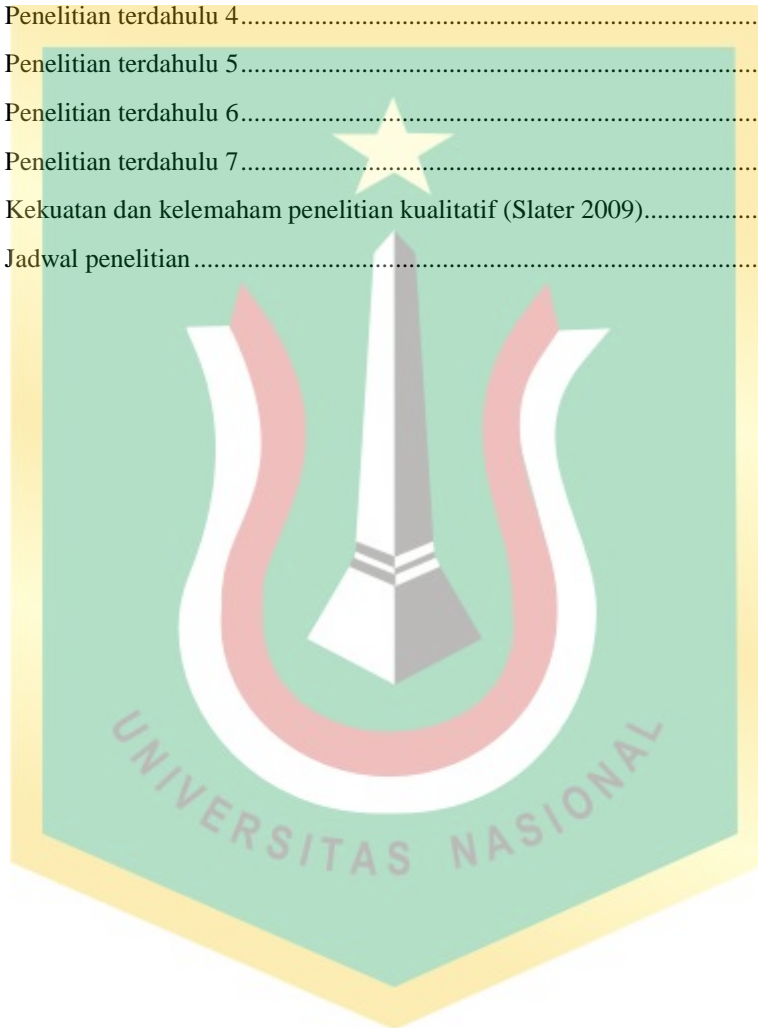 Penelitian terdahulu 4................................................................................
Penelitian terdahulu 5................................................................................
Penelitian terdahulu 6................................................................................
Penelitian terdahulu 7................................................................................
Kekuatan dan kelemaham penelitian kualitatif (Slater 2009).................
Jadwal penelitian.......................................................................................
UNIVERSITAS NASIONAL